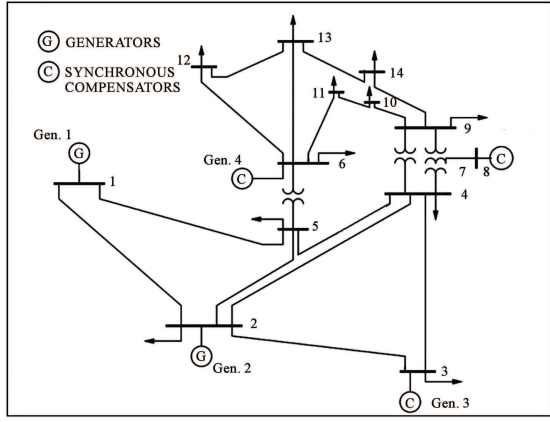 G GENERATORS
C SYNCHRONOUS
COMPENSATORS
13
12
14
11
10
9
Gen. 1
G
Gen. 4
C
6
7
8
C
1
4
5
2
G
Gen. 2
3
C
Gen. 3